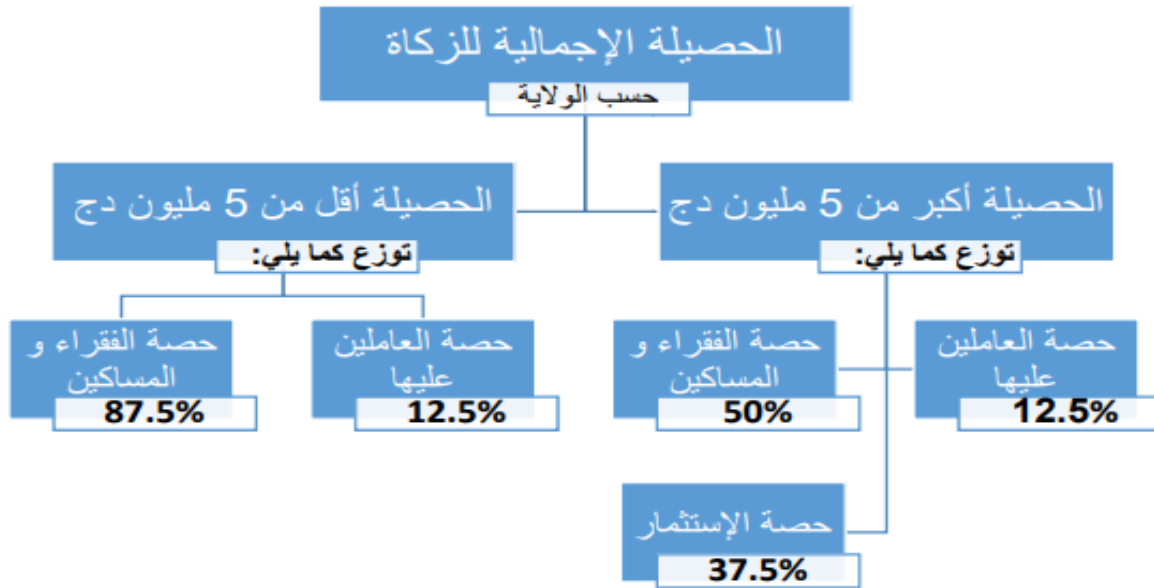 الحصيلة الإجمالية للزكاة
حسب الولاية
الحصيلة أكبر من 5 مليون دج
توزع كما يلي:
الحصيلة أقل من 5 مليون دج
توزع كما يلي:
حصة العاملين
عليها
12.5%
حصة الفقراء و
المساكين
50%
حصة الإستثمار
37.5%
حصة العاملين
عليها
12.5%
حصة الفقراء و
المساكين
87.5%